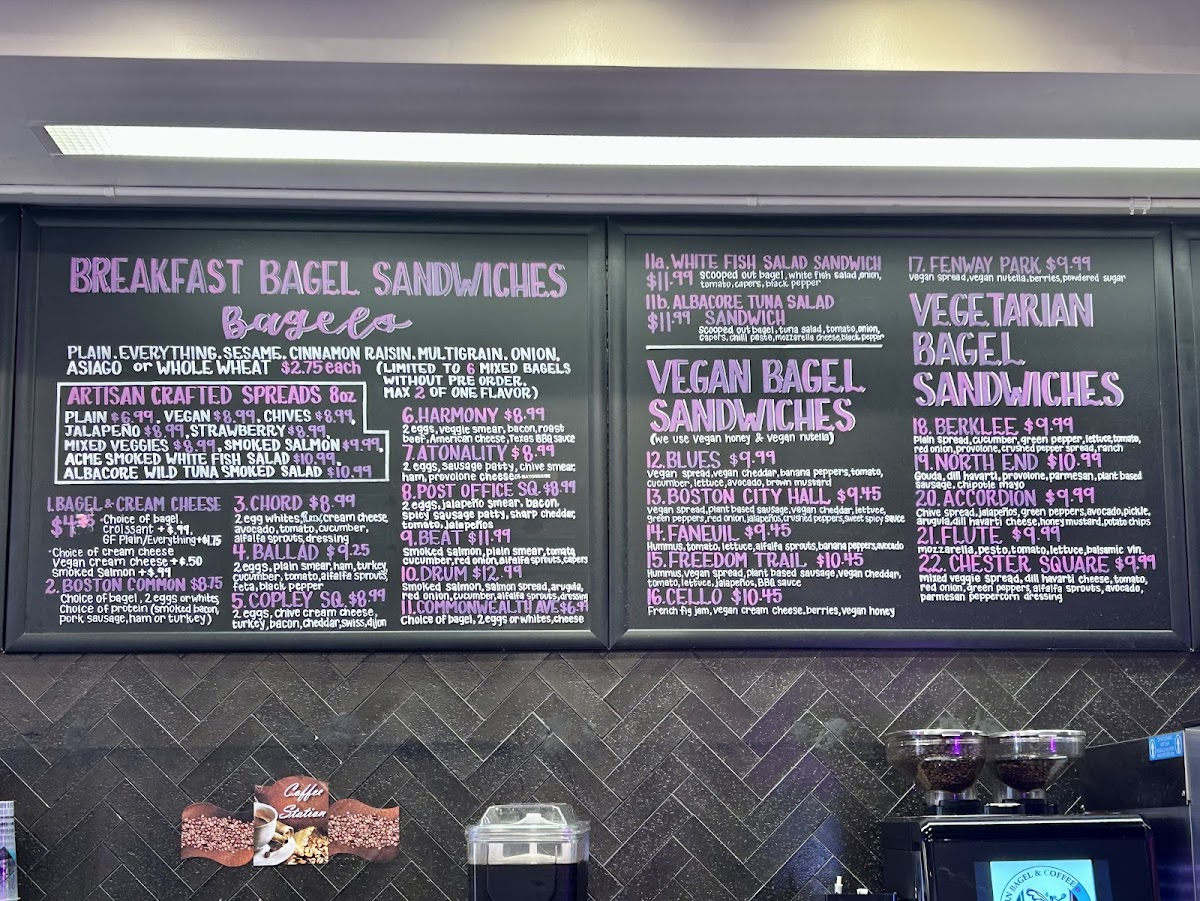 BREAKFAST BAGEL SANDWICHES
Bagels
PLAIN, EVERYTHING, SESAME, CINNAMON RAISIN, MULTIGRAIN, ONION,
ASIAGO or WHOLE WHEAT $2.75 each
(LIMITED TO 6 MIXED BAGELS
WITHOUT PRE ORDER,
MAX 2 OF ONE FLAVOR)
ARTISAN CRAFTED SPREADS 8oz
PLAIN $6.99, VEGAN $8.99, CHIVES $8.99,
JALAPEÑO $8.99, STRAWBERRY $8.99,
MIXED VEGGIES $8.99, SMOKED SALMON $9.99,
ACME SMOKED WHITE FISH SALAD $10.99,
ALBACORE WILD TUNA SMOKED SALAD $10.99
1.BAGEL & CREAM CHEESE
-Choice of bagel,
Croissant +$.99,
GF Plain/Everything+$1.75
-Choice of cream cheese
Vegan cream cheese +$.50
Smoked Salmon +$.99
2. BOSTON COMMON $8.75
Choice of bagel, 2 eggs or whites,
Choice of protein (smoked bacon,
pork sausage, ham or turkey)
3. CHORD $8.99
2 egg whites, cream cheese,
avocado, tomato, cucumber,
alfalfa sprouts, dressing
4. BALLAD $9.25
2 eggs, plain smear, ham, turkey,
cucumber, tomato, alfalfa sprouts,
feta, black pepper
5. COPLEY SQ. $8.99
2 eggs, chive cream cheese,
turkey, bacon, cheddar, swiss, dijon
6. HARMONY $8.99
2 eggs, veggie smear, bacon, roast
beef, American cheese, Texas BBQ sauce
7. ATONALITY $8.99
2 eggs, sausage patty, chive smear,
ham, provolone cheese
8. POST OFFICE SQ. $8.99
2 eggs, jalapeño smear, bacon,
spicy sausage patty, sharp cheddar,
tomato, jalapeños
9. BEAT $11.99
Smoked salmon, plain smear, tomato,
cucumber, red onion, alfalfa sprouts, capers
10. DRUM $12.99
Smoked salmon, salmon spread, arugula,
red onion, cucumber, alfalfa sprouts, dressing
11. COMMONWEALTH AVE $6.99
Choice of bagel, 2 eggs or whites, cheese
11a. WHITE FISH SALAD SANDWICH
$11.99 Scooped out bagel, white fish salad, onion,
tomato, capers, black pepper
11b. ALBACORE TUNA SALAD
SANDWICH
$11.99 Scooped out bagel, tuna salad, tomato, onion,
capers, chili paste, mozzarella cheese, black pepper
VEGAN BAGEL
SANDWICHES
(we use vegan honey & vegan nutella)
12. BLUES $9.99
Vegan spread, vegan cheddar, banana peppers, tomato,
cucumber, lettuce, avocado, brown mustard
13. BOSTON CITY HALL $9.45
vegan spread, plant based sausage, vegan cheddar, lettuce,
green peppers, red onion, jalapeños, crushed peppers, sweet spicy sauce
14. FANEUIL $9.45
Hummus, tomato, lettuce, alfalfa sprouts, banana peppers, avocado
15. FREEDOM TRAIL $10.45
Hummus, vegan spread, plant based sausage, vegan cheddar,
tomato, lettuce, jalapeños, BBQ sauce
16. CELLO $10.45
French fig jam, vegan cream cheese, berries, vegan honey
17. FENWAY PARK $9.99
vegan spread, vegan nutella, berries, powdered sugar
VEGETARIAN
BAGEL
SANDWICHES
18. BERKLEE $9.99
Plain spread, cucumber, green pepper, lettuce, tomato,
red onion, provolone, crushed pepper spread, ranch
19. NORTH END $10.99
Gouda, dill havarti, provolone, parmesan, plant based
sausage, chipotle mayo
20. ACCORDION $9.99
Chive spread, jalapeños, green peppers, avocado, pickle,
arugula, dill havarti cheese, honey mustard, potato chips
21. FLUTE $9.99
mozzarella, pesto, tomato, lettuce, balsamic vin.
22. CHESTER SQUARE $9.99
mixed veggie spread, dill havarti cheese, tomato,
red onion, green peppers, alfalfa sprouts, avocado,
parmesan peppercorn dressing
Coffee
Station
BAGEL & COFFEE